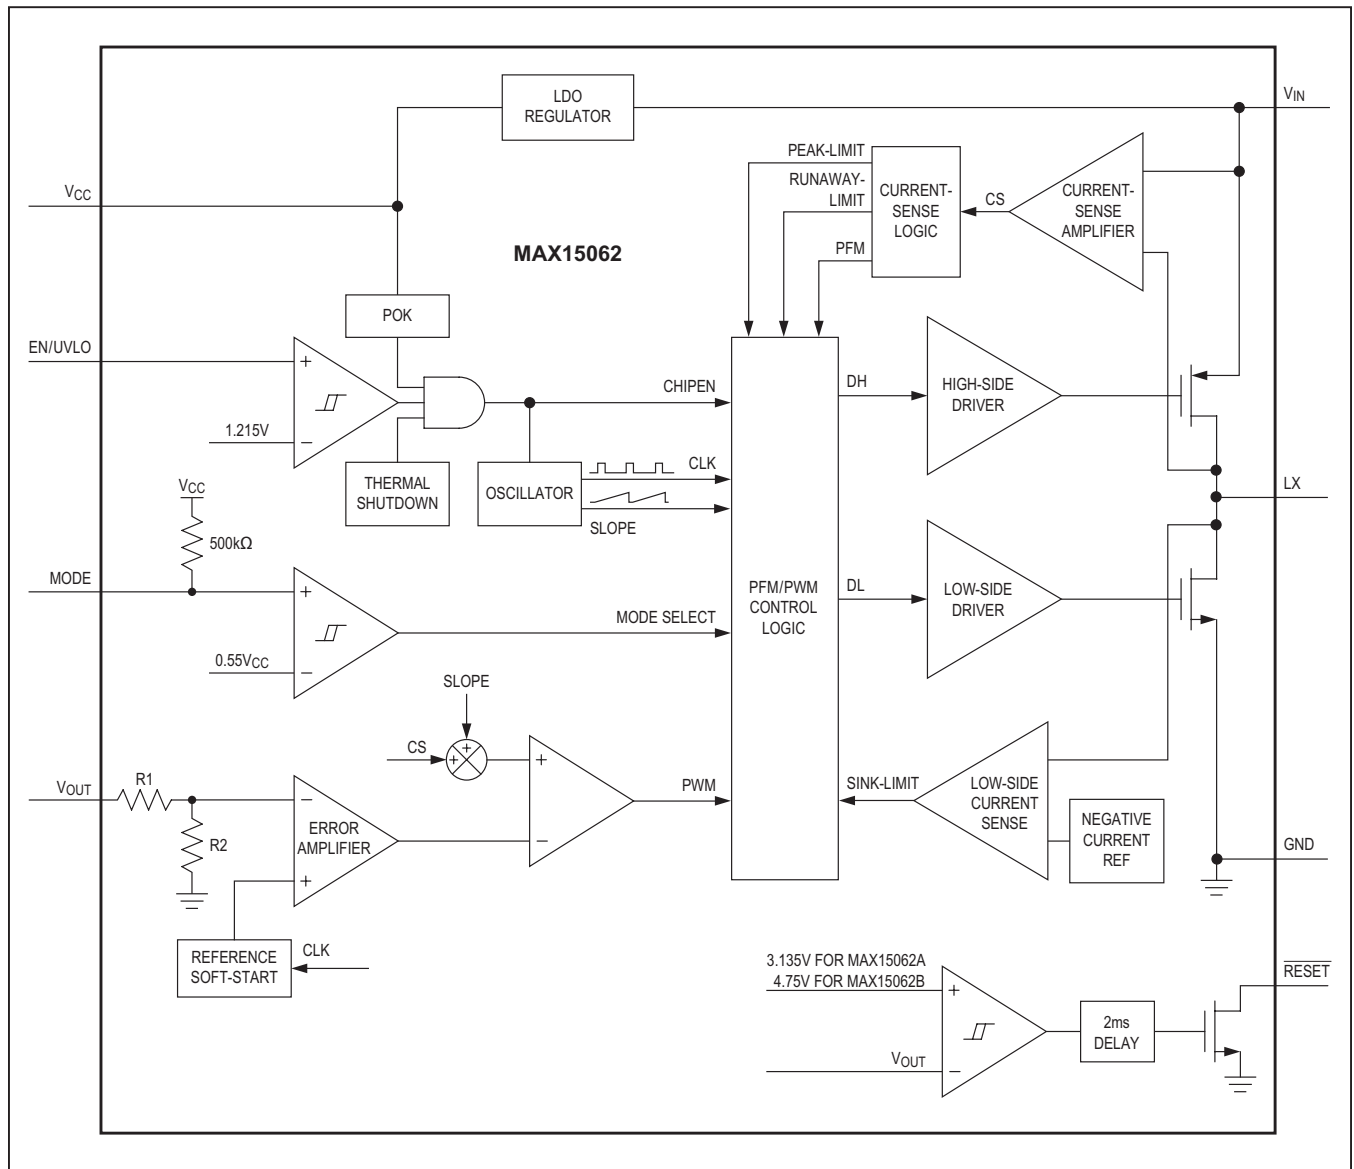 LDO
REGULATOR
VIN
PEAK-LIMIT
RUNAWAY-
LIMIT
PFM
CURRENT-
SENSE
LOGIC
CS
CURRENT-
SENSE
AMPLIFIER
VCC
MAX15062
POK
EN/UVLO
+
1.215V
−
THERMAL
SHUTDOWN
CHIPEN
OSCILLATOR
CLK
SLOPE
DH
HIGH-SIDE
DRIVER
LX
VCC
500kΩ
MODE
+
0.55VCC
−
MODE SELECT
PFM/PWM
CONTROL
LOGIC
DL
LOW-SIDE
DRIVER
SLOPE
CS
+
+
+
−
PWM
VOUT
R1
R2
−
ERROR
AMPLIFIER
+
REFERENCE
SOFT-START
CLK
SINK-LIMIT
LOW-SIDE
CURRENT
SENSE
NEGATIVE
CURRENT
REF
GND
3.135V FOR MAX15062A
4.75V FOR MAX15062B
+
VOUT
−
2ms
DELAY
RESET